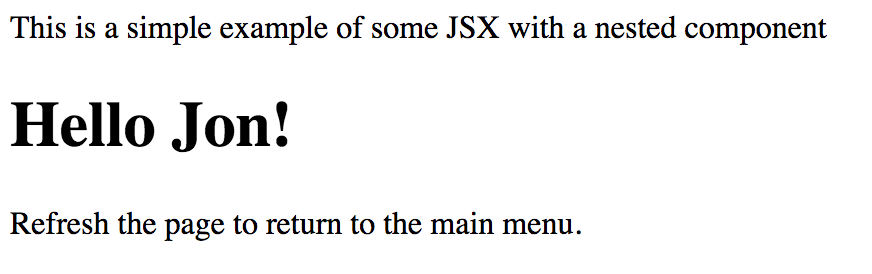 This is a simple example of some JSX with a nested component
Hello Jon!
Refresh the page to return to the main menu.